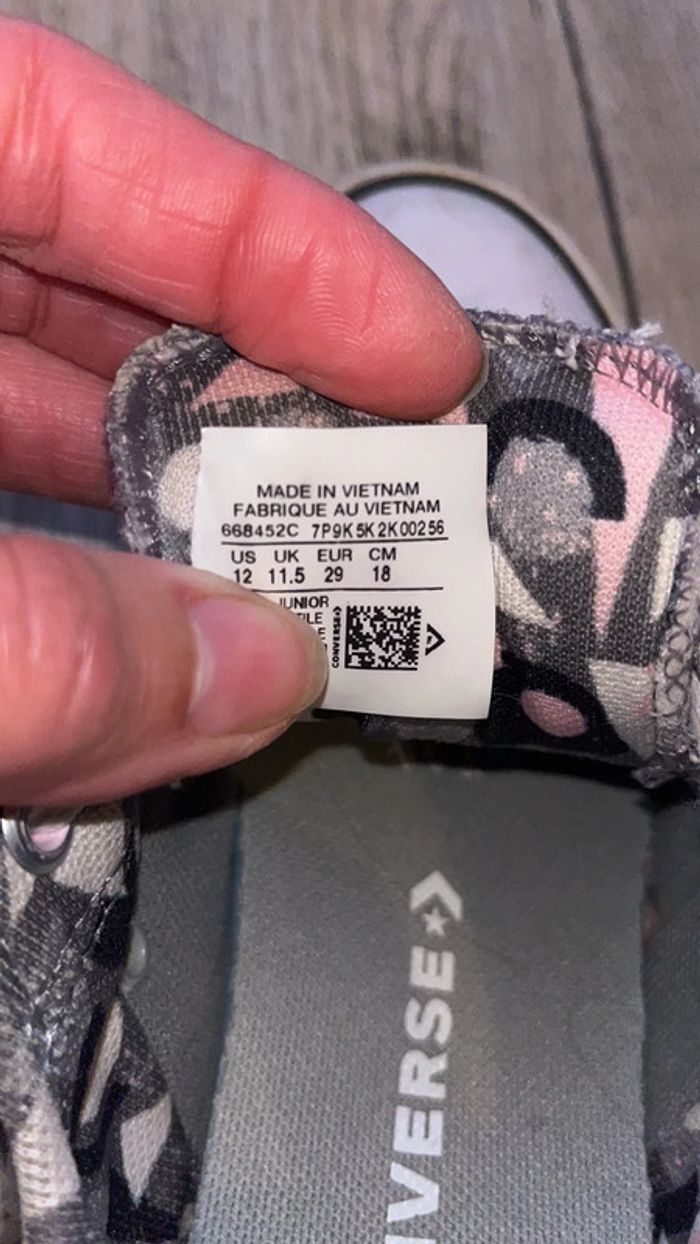 MADE IN VIETNAM
FABRIQUE AU VIETNAM
668452C 7P9K5K2K00256
US UK EUR CM
12 11.5 29 18
JUNIOR
CONVERSE
VERSE